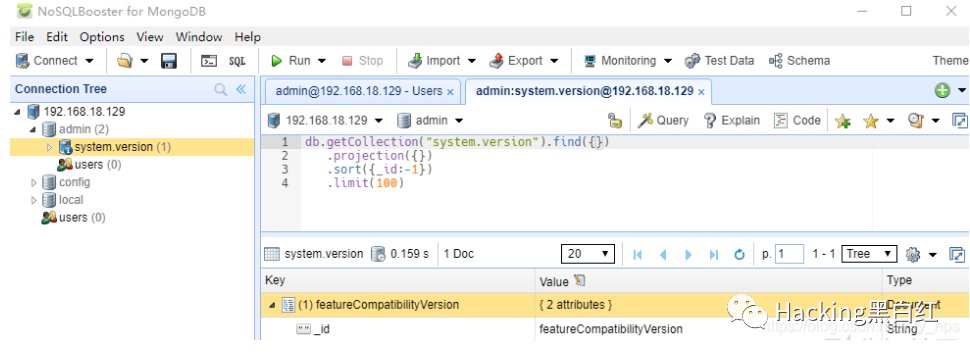 NoSQLBooster for MongoDB
File Edit Options View Window Help
Connect SQL Run Stop Import Export Monitoring Test Data Schema Theme
Connection Tree
192.168.18.129
admin (2)
system.version (1)
users (0)
config
local
users (0)
admin@192.168.18.129 - Users × admin:system.version@192.168.18.129 ×
192.168.18.129 admin Query Explain Code
1 db.getCollection("system.version").find({})
2 .projection({})
3 .sort({_id:-1})
4 .limit(100)
system.version 0.159 s 1 Doc 20 p. 1 1 - 1 Tree
Key Value Type
(1) featureCompatibilityVersion { 2 attributes } Document
_id featureCompatibilityVersion String
Hacking黑白红